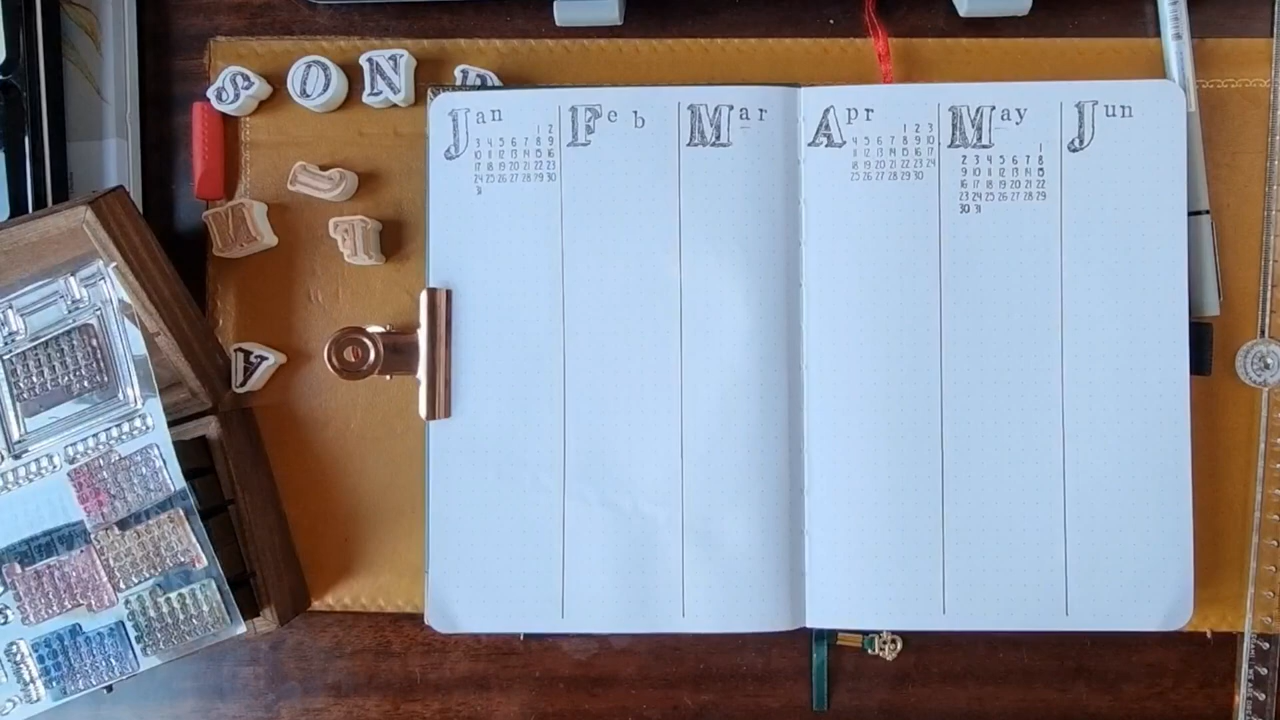 S O N D
J
M
F
A
Jan
1 2
3 4 5 6 7 8 9
10 11 12 13 14 15 16
17 18 19 20 21 22 23
24 25 26 27 28 29 30
31
Feb
Mar
Apr
1 2 3
4 5 6 7 8 9 10
11 12 13 14 15 16 17
18 19 20 21 22 23 24
25 26 27 28 29 30
May
1
2 3 4 5 6 7 8
9 10 11 12 13 14 15
16 17 18 19 20 21 22
23 24 25 26 27 28 29
30 31
Jun